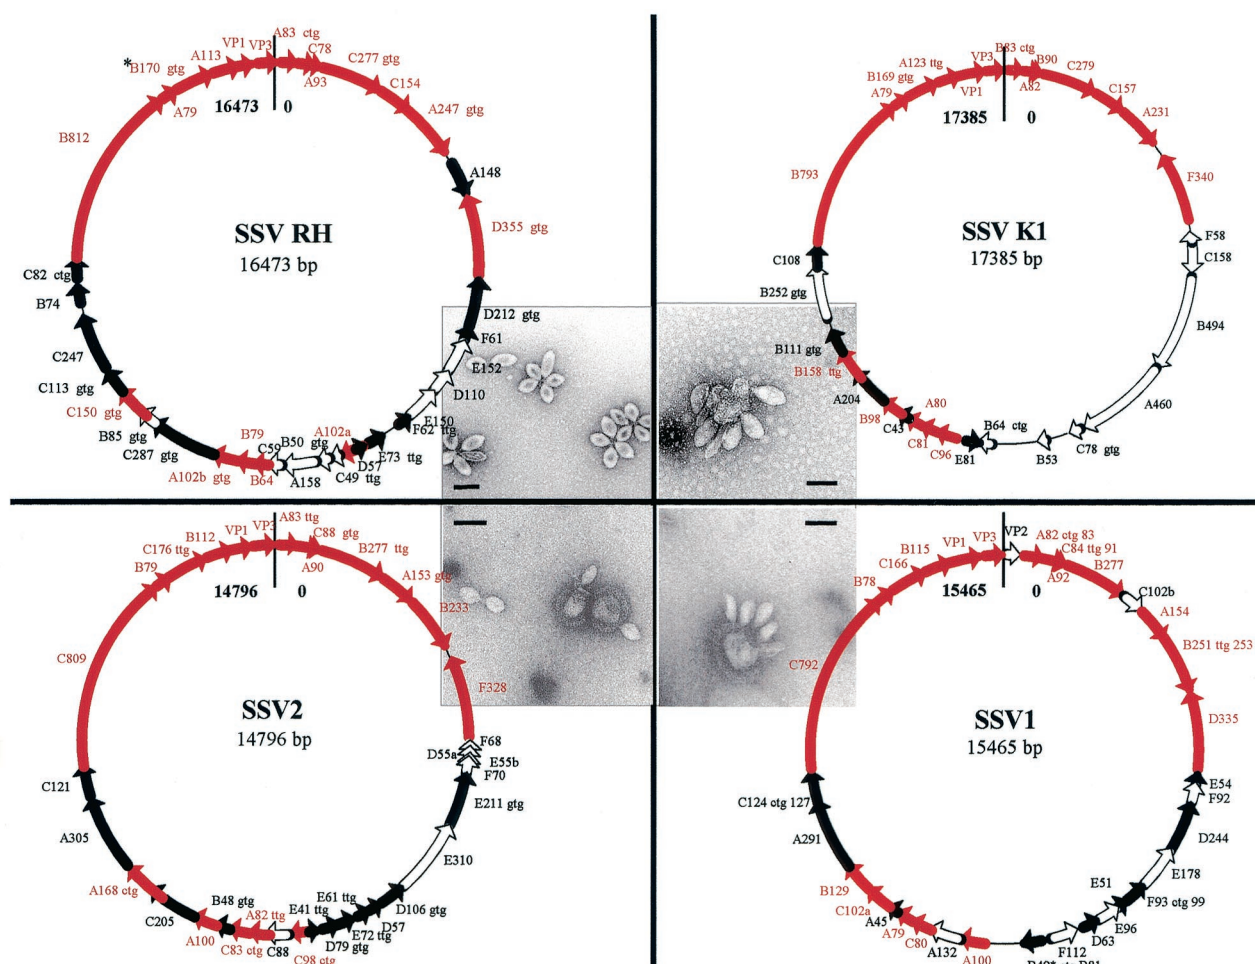 A83 ctg
C78
C277 gtg
A93
C154
A247 gtg
A148
D355 gtg
D212 gtg
F61
E152
D110
E150
F62 ttg
E73 ttg
D57
A102a
C49 ttg
B50 gtg
A158
C59
B64
B79
A102b gtg
C287 gtg
B85 gtg
C150 gtg
C113 gtg
C247
B74
C82 ctg
B812
A79
*B170 gtg
A113
VP1
VP3
16473
0
SSV RH
16473 bp
B83 ctg
B90
A82
C279
C157
A231
F340
F58
C158
B494
A460
C78 gtg
B53
B64 ctg
E81
C96
A80
C81
C43
B98
A204
B158 ttg
B111 gtg
B252 gtg
C108
B793
A79
B169 gtg
A123 ttg
VP1
VP3
17385
0
SSV K1
17385 bp
A83 ttg
C88 gtg
A90
B277 ttg
A153 gtg
B233
F328
F68
D55a
E55b
F70
E211 gtg
E310
D106 gtg
D57
E72 ttg
E61 ttg
D79 gtg
E41 ttg
C98 ctg
C88
A82 ttg
C83 ctg
B48 gtg
A100
C205
A168 ctg
A305
C121
C809
B79
C176 ttg
B112
VP1
VP3
14796
0
SSV2
14796 bp
VP2
A82 ctg 83
C84 ttg 91
A92
B277
C102b
A154
B251 ttg 253
D335
E54
F92
D244
E178
F93 ctg 99
E51
E96
D63
F112
A100
A132
C80
A79
A45
C102a
B129
A291
C124 ctg 127
C792
B78
C166
B115
VP1
VP3
15465
0
SSV1
15465 bp